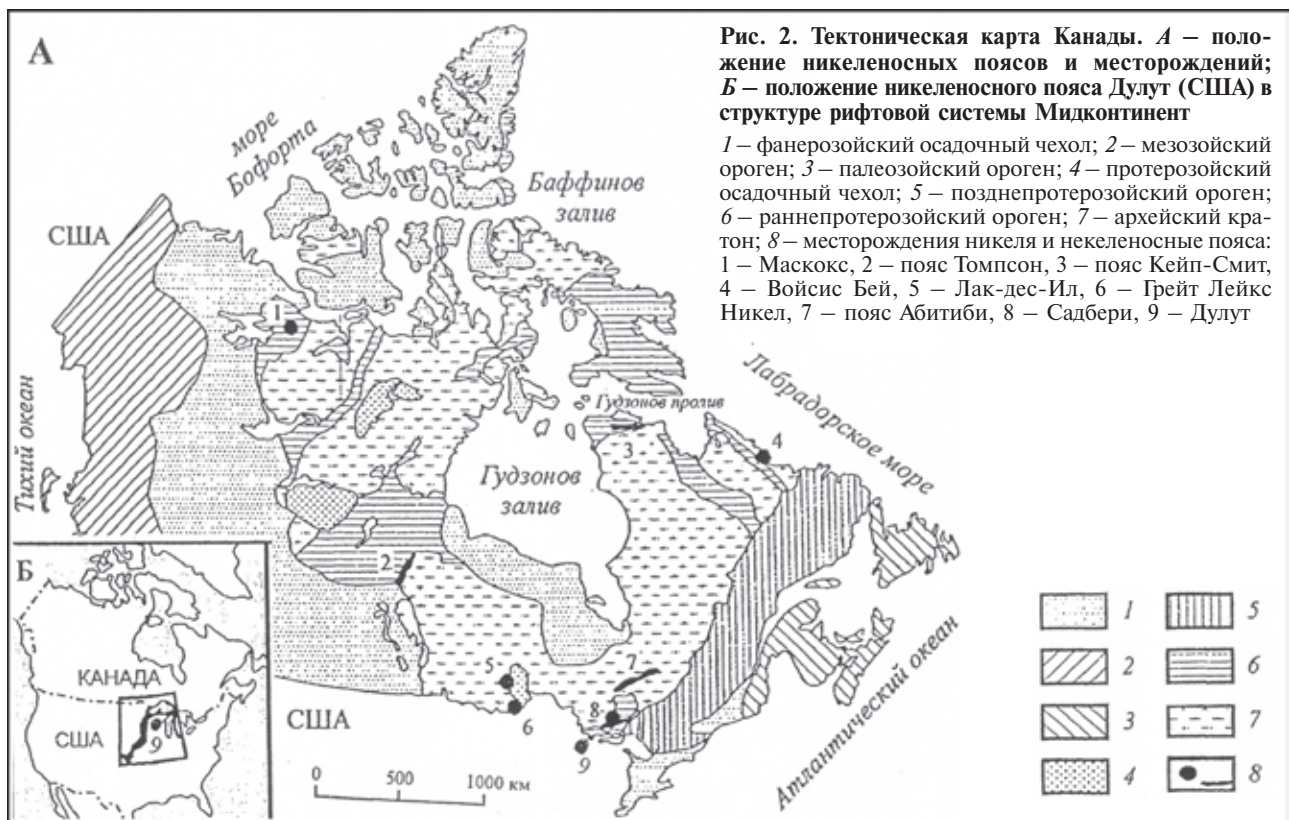 А
Рис. 2. Тектоническая карта Канады. А – поло-
жение никеленосных поясов и месторождений;
Б – положение никеленосного пояса Дулут (США) в
структуре рифтовой системы Мидконтинент
1 – фанерозойский осадочный чехол; 2 – мезозойский
ороген; 3 – палеозойский ороген; 4 – протерозойский
осадочный чехол; 5 – позднепротерозойский ороген;
6 – раннепротерозойский ороген; 7 – архейский кра-
тон; 8 – месторождения никеля и некеленосные пояса:
1 – Маскокс, 2 – пояс Томпсон, 3 – пояс Кейп-Смит,
4 – Войсис Бей, 5 – Лак-дес-Ил, 6 – Грейт Лейкс
Никел, 7 – пояс Абитиби, 8 – Садбери, 9 – Дулут
море
Бофорта
Баффинов
залив
США
1
Тихий океан
Гудзонов пролив
3
4
Лабрадорское море
Гудзонов
залив
2
5
6
7
8
9
США
Атлантический океан
0 500 1000 км
Б
КАНАДА
США
9
1 5
2 6
3 7
4 8